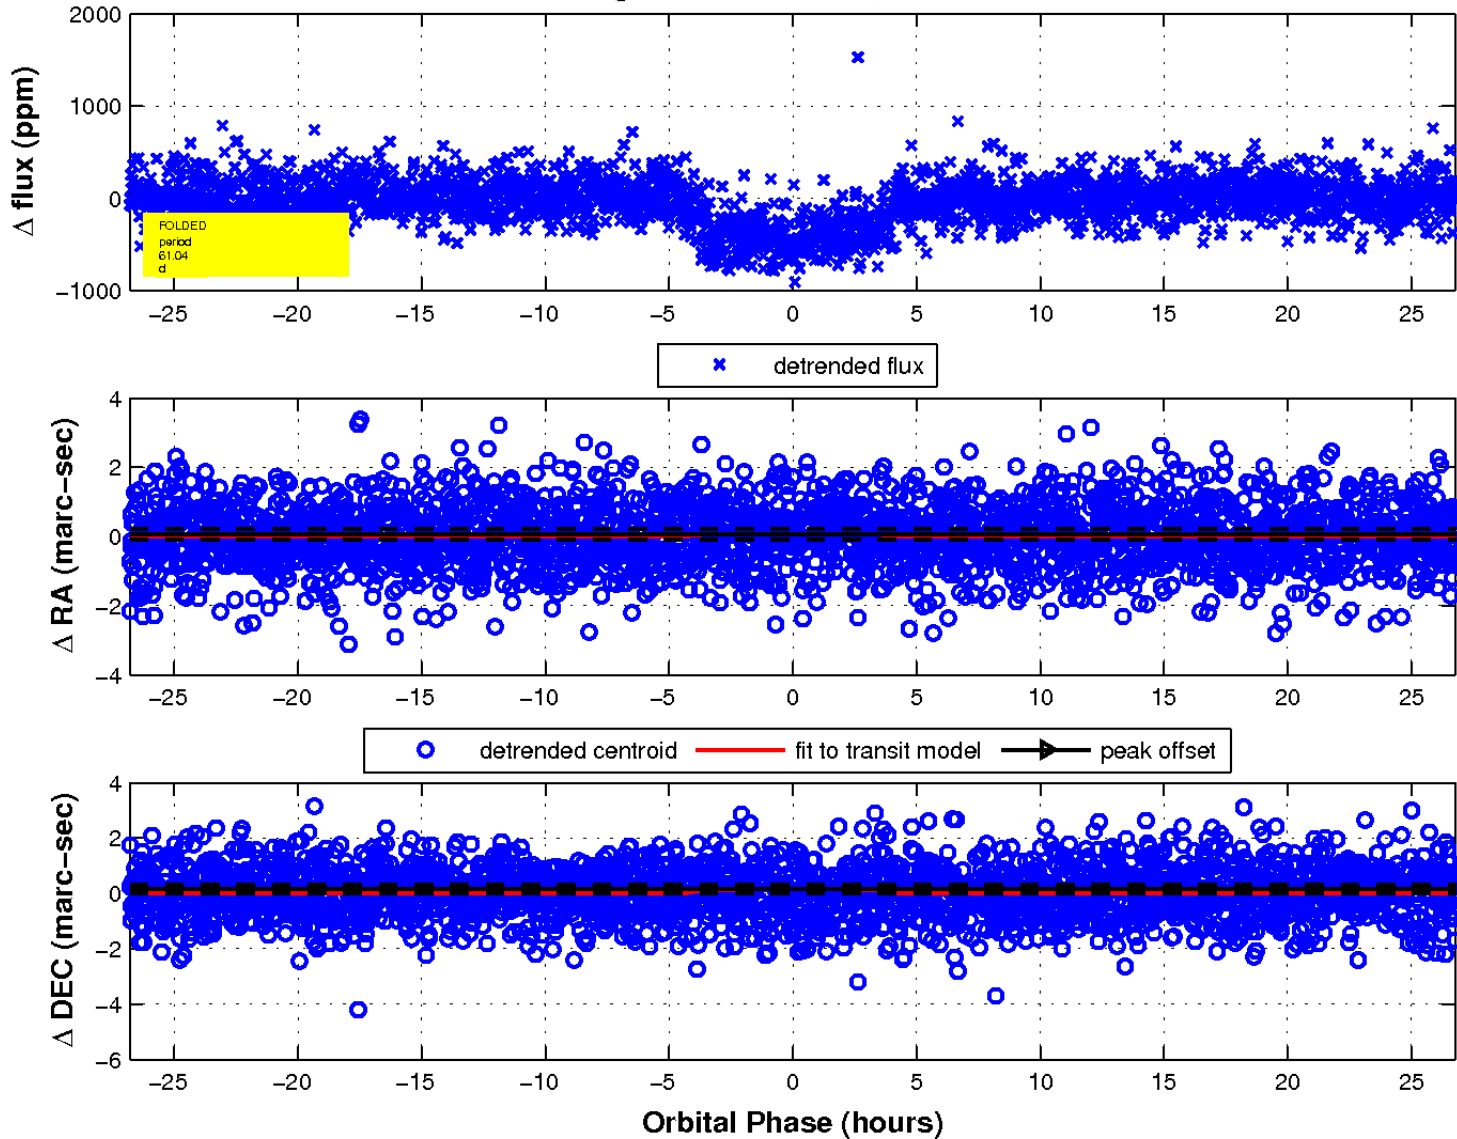 2000
1000
0
−1000
Δ flux (ppm)
FOLDED
period
61.04
d
−25 −20 −15 −10 −5 0 5 10 15 20 25
detrended flux
4
2
0
−2
−4
Δ RA (marc−sec)
−25 −20 −15 −10 −5 0 5 10 15 20 25
detrended centroid fit to transit model peak offset
4
2
0
−2
−4
−6
Δ DEC (marc−sec)
−25 −20 −15 −10 −5 0 5 10 15 20 25
Orbital Phase (hours)